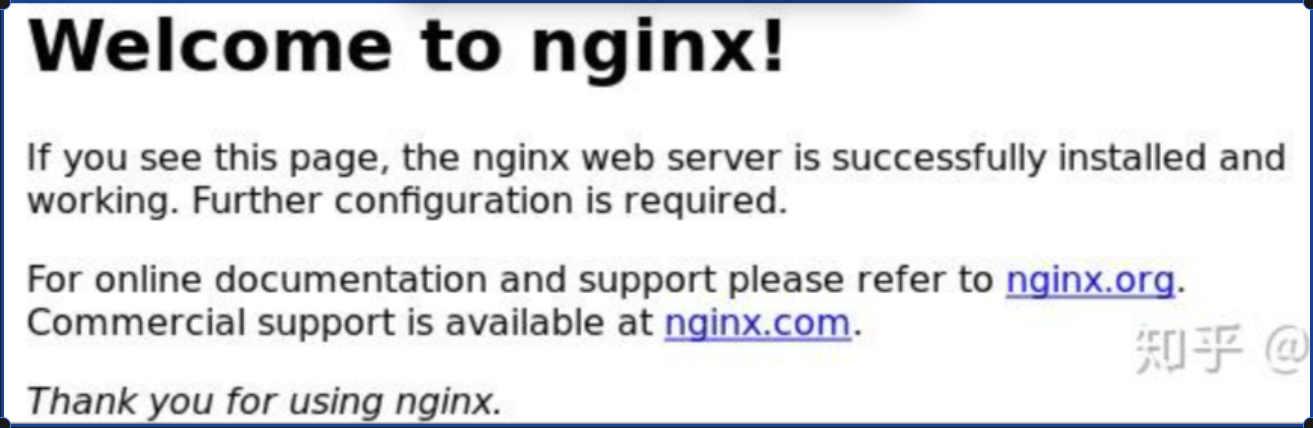 Welcome to nginx!
If you see this page, the nginx web server is successfully installed and
working. Further configuration is required.
For online documentation and support please refer to nginx.org.
Commercial support is available at nginx.com.
知乎 @
Thank you for using nginx.